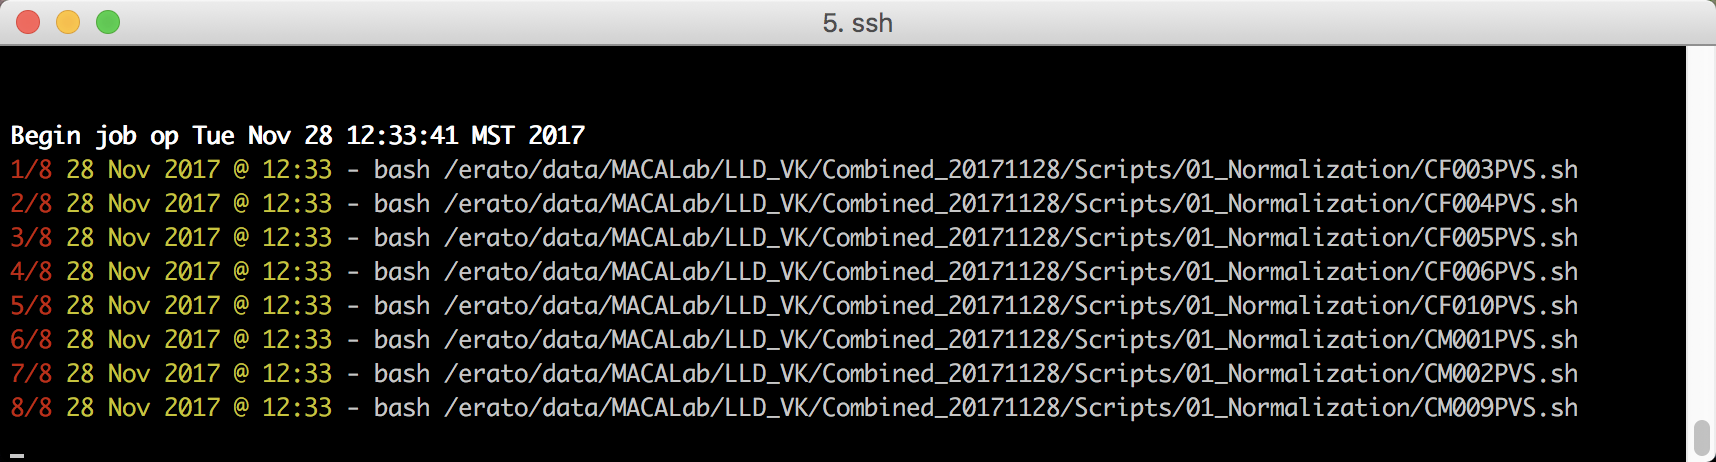 5. ssh
Begin job op Tue Nov 28 12:33:41 MST 2017
1/8 28 Nov 2017 @ 12:33 - bash /erato/data/MACALab/LLD_VK/Combined_20171128/Scripts/01_Normalization/CF003PVS.sh
2/8 28 Nov 2017 @ 12:33 - bash /erato/data/MACALab/LLD_VK/Combined_20171128/Scripts/01_Normalization/CF004PVS.sh
3/8 28 Nov 2017 @ 12:33 - bash /erato/data/MACALab/LLD_VK/Combined_20171128/Scripts/01_Normalization/CF005PVS.sh
4/8 28 Nov 2017 @ 12:33 - bash /erato/data/MACALab/LLD_VK/Combined_20171128/Scripts/01_Normalization/CF006PVS.sh
5/8 28 Nov 2017 @ 12:33 - bash /erato/data/MACALab/LLD_VK/Combined_20171128/Scripts/01_Normalization/CF010PVS.sh
6/8 28 Nov 2017 @ 12:33 - bash /erato/data/MACALab/LLD_VK/Combined_20171128/Scripts/01_Normalization/CM001PVS.sh
7/8 28 Nov 2017 @ 12:33 - bash /erato/data/MACALab/LLD_VK/Combined_20171128/Scripts/01_Normalization/CM002PVS.sh
8/8 28 Nov 2017 @ 12:33 - bash /erato/data/MACALab/LLD_VK/Combined_20171128/Scripts/01_Normalization/CM009PVS.sh